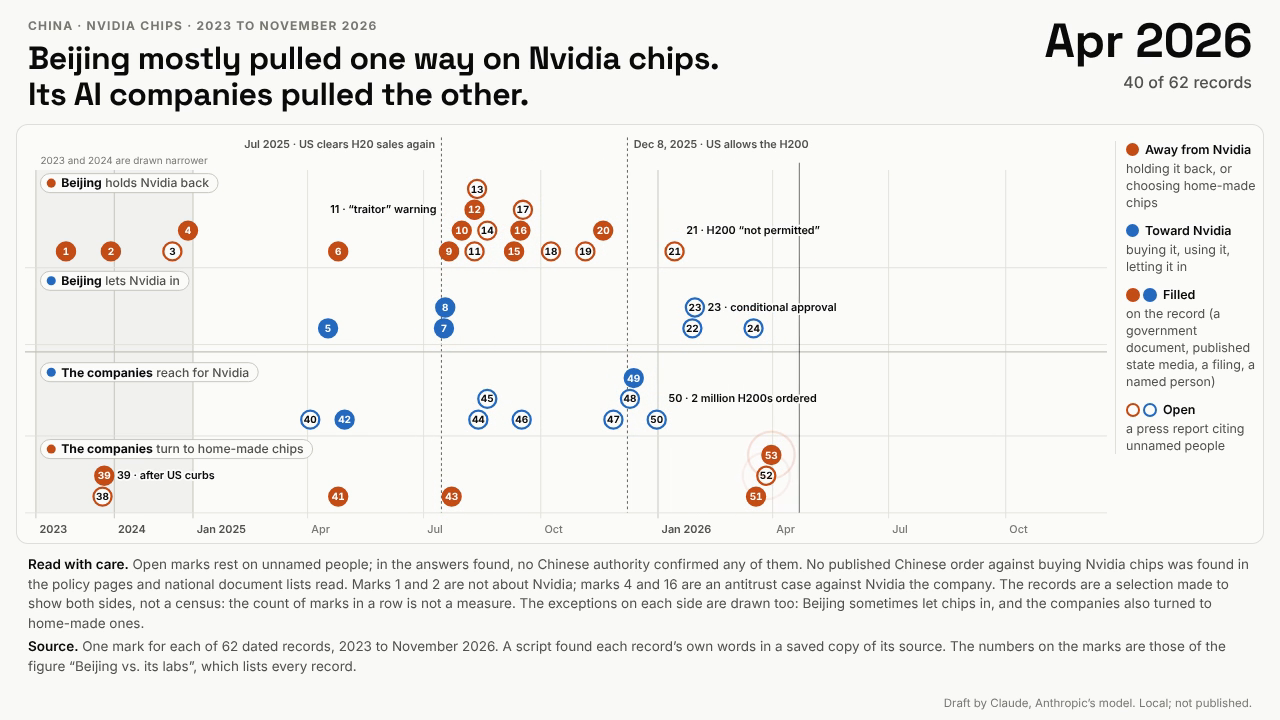 CHINA · NVIDIA CHIPS · 2023 TO NOVEMBER 2026
Beijing mostly pulled one way on Nvidia chips.
Its AI companies pulled the other.
Apr 2026
40 of 62 records
Jul 2025 · US clears H20 sales again
Dec 8, 2025 · US allows the H200
2023 and 2024 are drawn narrower
Beijing holds Nvidia back
13
11 · “traitor” warning
12
17
4
10
14
16
20
21 · H200 “not permitted”
1
2
3
6
9
11
15
18
19
21
Beijing lets Nvidia in
8
23
23 · conditional approval
5
7
22
24
The companies reach for Nvidia
49
45
48
50 · 2 million H200s ordered
40
42
44
46
47
50
The companies turn to home-made chips
53
39
39 · after US curbs
52
38
41
43
51
2023
2024
Jan 2025
Apr
Jul
Oct
Jan 2026
Apr
Jul
Oct
Away from Nvidia
holding it back, or
choosing home-made
chips
Toward Nvidia
buying it, using it,
letting it in
Filled
on the record (a
government
document, published
state media, a filing, a
named person)
Open
a press report citing
unnamed people
Read with care. Open marks rest on unnamed people; in the answers found, no Chinese authority confirmed any of them. No published Chinese order against buying Nvidia chips was found in
the policy pages and national document lists read. Marks 1 and 2 are not about Nvidia; marks 4 and 16 are an antitrust case against Nvidia the company. The records are a selection made to
show both sides, not a census: the count of marks in a row is not a measure. The exceptions on each side are drawn too: Beijing sometimes let chips in, and the companies also turned to
home-made ones.
Source. One mark for each of 62 dated records, 2023 to November 2026. A script found each record’s own words in a saved copy of its source. The numbers on the marks are those of the
figure “Beijing vs. its labs”, which lists every record.
Draft by Claude, Anthropic’s model. Local; not published.